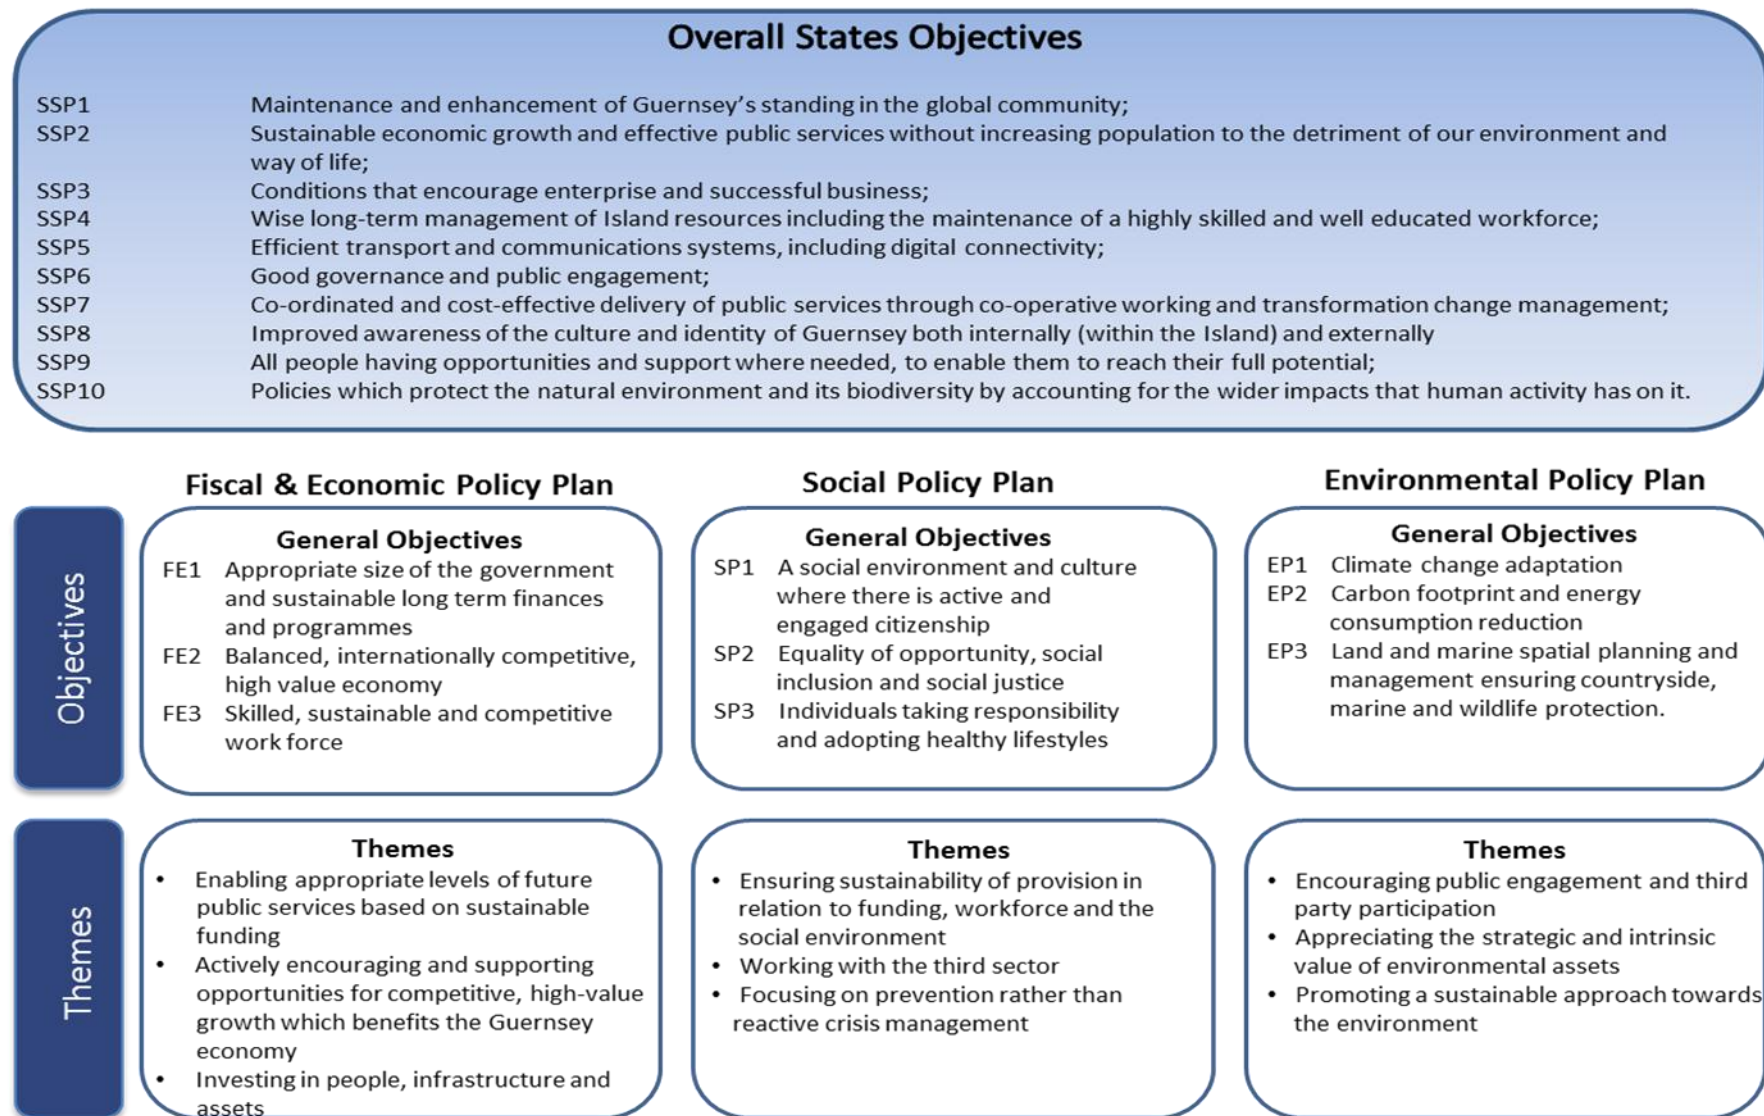 Overall States Objectives
SSP1 Maintenance and enhancement of Guernsey's standing in the global community;
SSP2 Sustainable economic growth and effective public services without increasing population to the detriment of our environment and
way of life;
SSP3 Conditions that encourage enterprise and successful business;
SSP4 Wise long-term management of Island resources including the maintenance of a highly skilled and well educated workforce;
SSP5 Efficient transport and communications systems, including digital connectivity;
SSP6 Good governance and public engagement;
SSP7 Co-ordinated and cost-effective delivery of public services through co-operative working and transformation change management;
SSP8 Improved awareness of the culture and identity of Guernsey both internally (within the Island) and externally
SSP9 All people having opportunities and support where needed, to enable them to reach their full potential;
SSP10 Policies which protect the natural environment and its biodiversity by accounting for the wider impacts that human activity has on it.
Objectives
Fiscal & Economic Policy Plan
General Objectives
FE1 Appropriate size of the government
and sustainable long term finances
and programmes
FE2 Balanced, internationally competitive,
high value economy
FE3 Skilled, sustainable and competitive
work force
Social Policy Plan
General Objectives
SP1 A social environment and culture
where there is active and
engaged citizenship
SP2 Equality of opportunity, social
inclusion and social justice
SP3 Individuals taking responsibility
and adopting healthy lifestyles
Environmental Policy Plan
General Objectives
EP1 Climate change adaptation
EP2 Carbon footprint and energy
consumption reduction
EP3 Land and marine spatial planning and
management ensuring countryside,
marine and wildlife protection.
Themes
Themes
• Enabling appropriate levels of future
public services based on sustainable
funding
• Actively encouraging and supporting
opportunities for competitive, high-value
growth which benefits the Guernsey
economy
• Investing in people, infrastructure and
assets
Themes
• Ensuring sustainability of provision in
relation to funding, workforce and the
social environment
• Working with the third sector
• Focusing on prevention rather than
reactive crisis management
Themes
• Encouraging public engagement and third
party participation
• Appreciating the strategic and intrinsic
value of environmental assets
• Promoting a sustainable approach towards
the environment